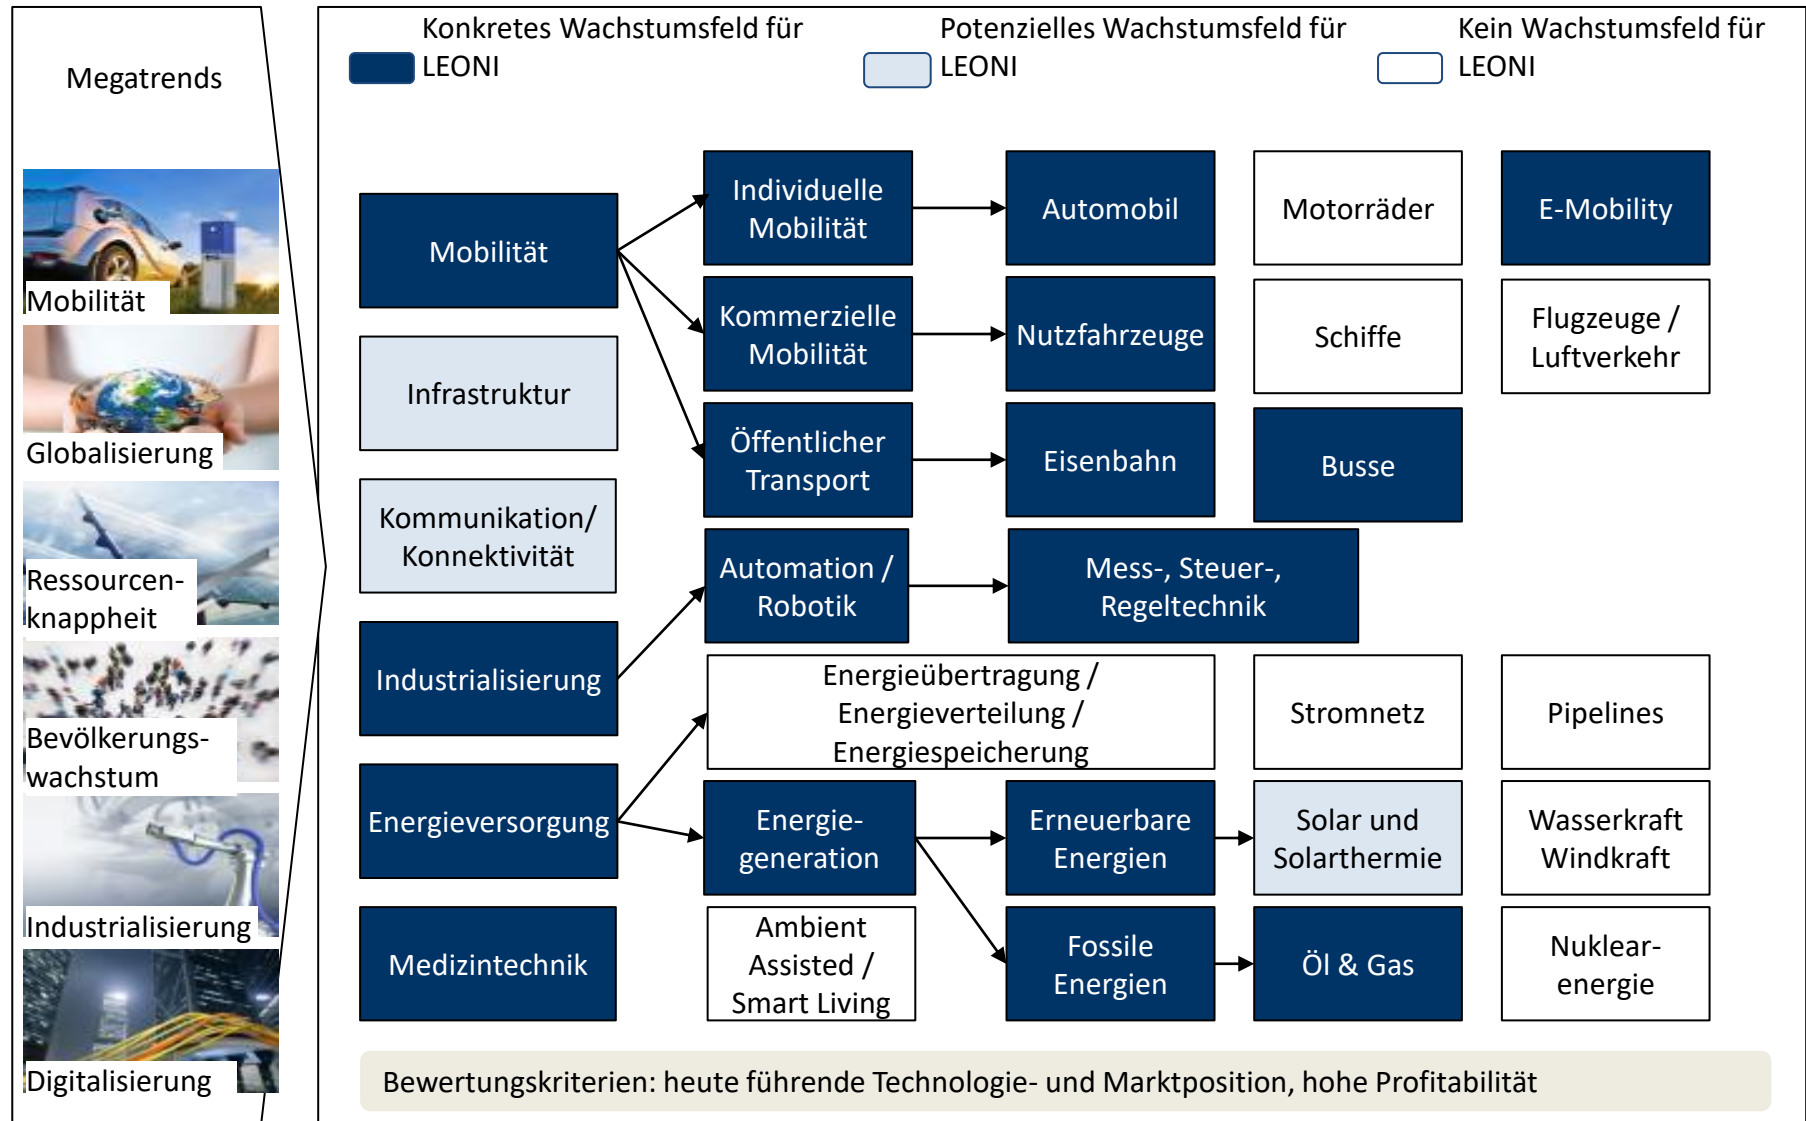 Megatrends
Mobilität
Globalisierung
Ressourcen-
knappheit
Bevölkerungs-
wachstum
Industrialisierung
Digitalisierung
Konkretes Wachstumsfeld für
LEONI
Potenzielles Wachstumsfeld für
LEONI
Kein Wachstumsfeld für
LEONI
Mobilität
Infrastruktur
Kommunikation/
Konnektivität
Industrialisierung
Energieversorgung
Medizintechnik
Individuelle
Mobilität
Automobil
Motorräder
E-Mobility
Kommerzielle
Mobilität
Nutzfahrzeuge
Schiffe
Flugzeuge /
Luftverkehr
Öffentlicher
Transport
Eisenbahn
Busse
Automation /
Robotik
Mess-, Steuer-,
Regeltechnik
Energieübertragung /
Energieverteilung /
Energiespeicherung
Stromnetz
Pipelines
Energie-
generation
Erneuerbare
Energien
Solar und
Solarthermie
Wasserkraft
Windkraft
Ambient
Assisted /
Smart Living
Fossile
Energien
Öl & Gas
Nuklear-
energie
Bewertungskriterien: heute führende Technologie- und Marktposition, hohe Profitabilität